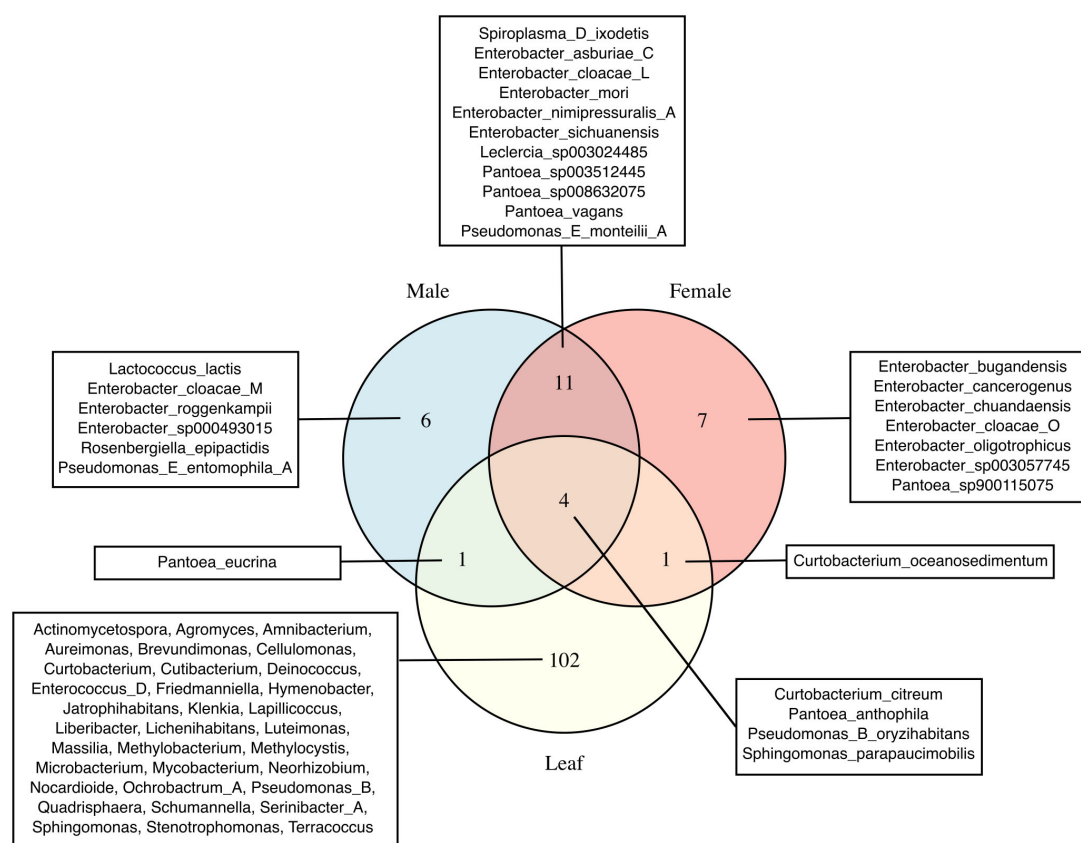 Spiroplasma_D_ixodetis
Enterobacter_asburiae_C
Enterobacter_cloacae_L
Enterobacter_mori
Enterobacter_nimipressuralis_A
Enterobacter_sichuanensis
Leclercia_sp003024485
Pantoea_sp003512445
Pantoea_sp008632075
Pantoea_vagans
Pseudomonas_E_monteilii_A
Male
Female
Lactococcus_lactis
Enterobacter_cloacae_M
Enterobacter_roggenkampii
Enterobacter_sp000493015
Rosenbergiella_epipactidis
Pseudomonas_E_entomophila_A
6
11
7
Enterobacter_bugandensis
Enterobacter_cancerogenus
Enterobacter_chuandaensis
Enterobacter_cloacae_O
Enterobacter_oligotrophicus
Enterobacter_sp003057745
Pantoea_sp900115075
4
Pantoea_eucrina
1
1
Curtobacterium_oceanosedimentum
Actinomycetospora, Agromyces, Amnibacterium,
Aureimonas, Brevundimonas, Cellulomonas,
Curtobacterium, Cutibacterium, Deinococcus,
Enterococcus_D, Friedmanniella, Hymenobacter,
Jatrophihabitans, Klenkia, Lapillicoccus,
Liberibacter, Lichenihabitans, Luteimonas,
Massilia, Methylobacterium, Methylocystis,
Microbacterium, Mycobacterium, Neorhizobium,
Nocardioide, Ochrobactrum_A, Pseudomonas_B,
Quadrisphaera, Schumannella, Serinibacter_A,
Sphingomonas, Stenotrophomonas, Terracoccus
102
Leaf
Curtobacterium_citreum
Pantoea_anthophila
Pseudomonas_B_oryzihabitans
Sphingomonas_parapaucimobilis